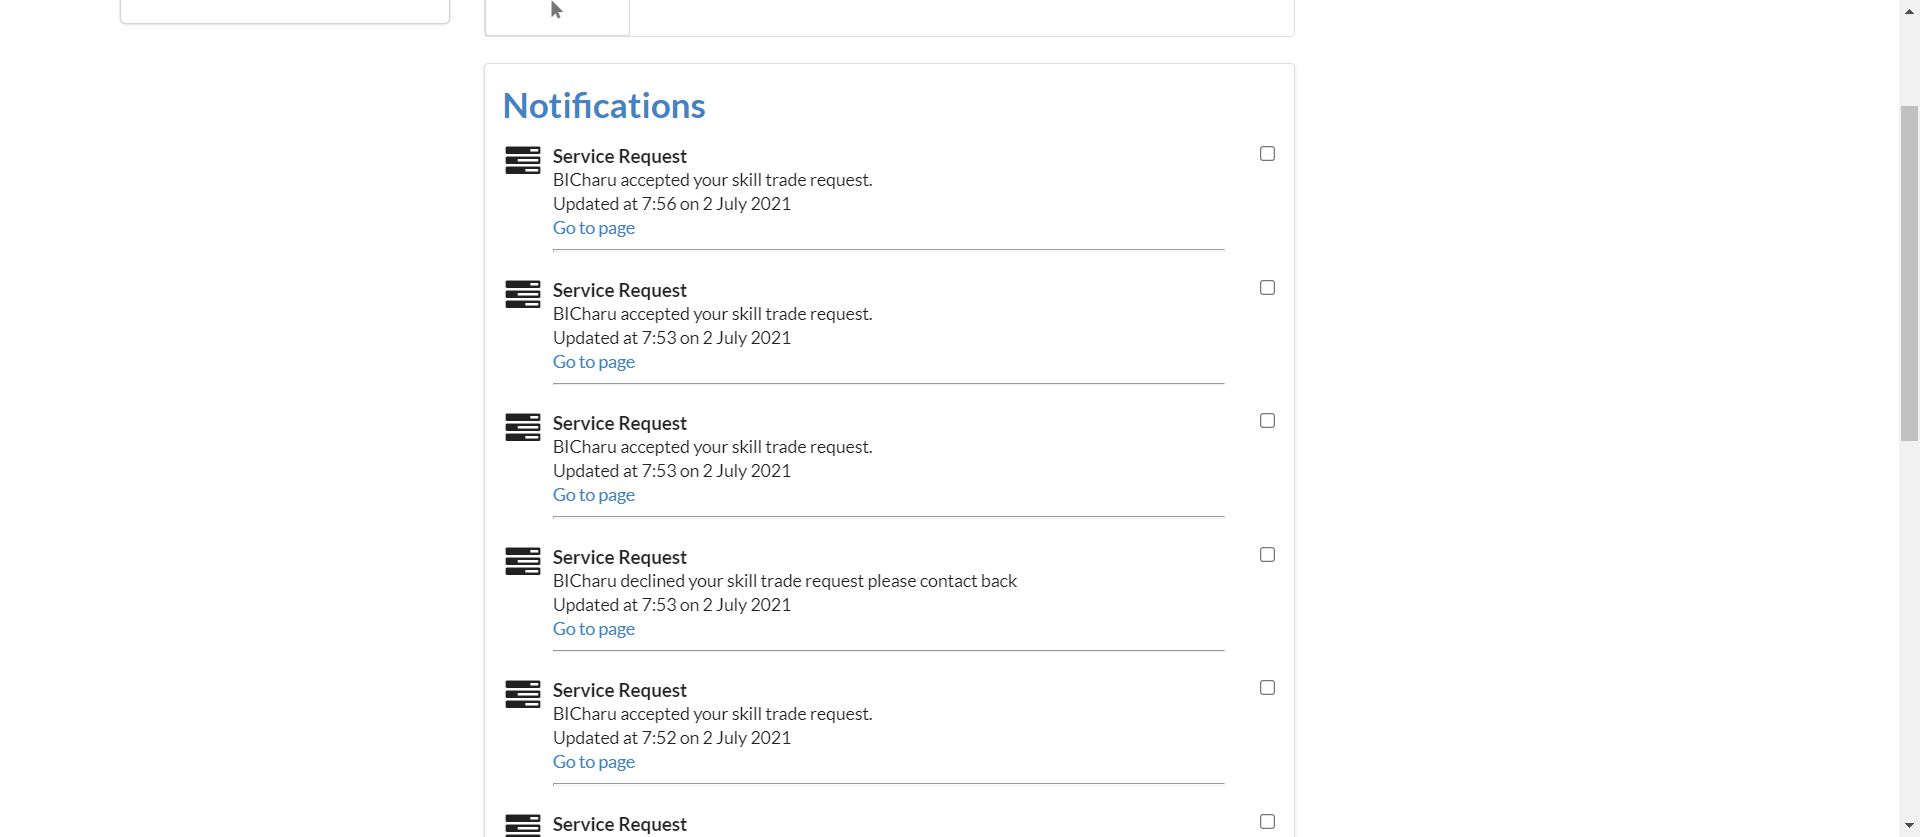 Notifications
Service Request
BICharu accepted your skill trade request.
Updated at 7:56 on 2 July 2021
Go to page
Service Request
BICharu accepted your skill trade request.
Updated at 7:53 on 2 July 2021
Go to page
Service Request
BICharu accepted your skill trade request.
Updated at 7:53 on 2 July 2021
Go to page
Service Request
BICharu declined your skill trade request please contact back
Updated at 7:53 on 2 July 2021
Go to page
Service Request
BICharu accepted your skill trade request.
Updated at 7:52 on 2 July 2021
Go to page
Service Request